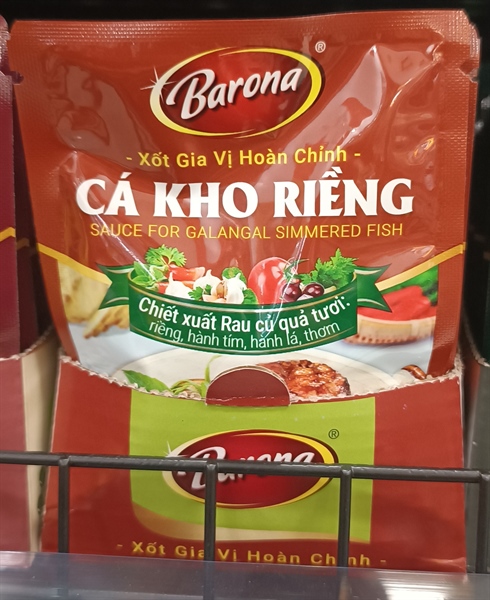 Barona ®
- Xốt Gia Vị Hoàn Chỉnh -
CÁ KHO RIỀNG
SAUCE FOR GALANGAL SIMMERED FISH
Chiết xuất Rau củ quả tươi:
riềng, hành tím, hành lá, thơm
Barona ®
- Xốt Gia Vị Hoàn Chỉnh -